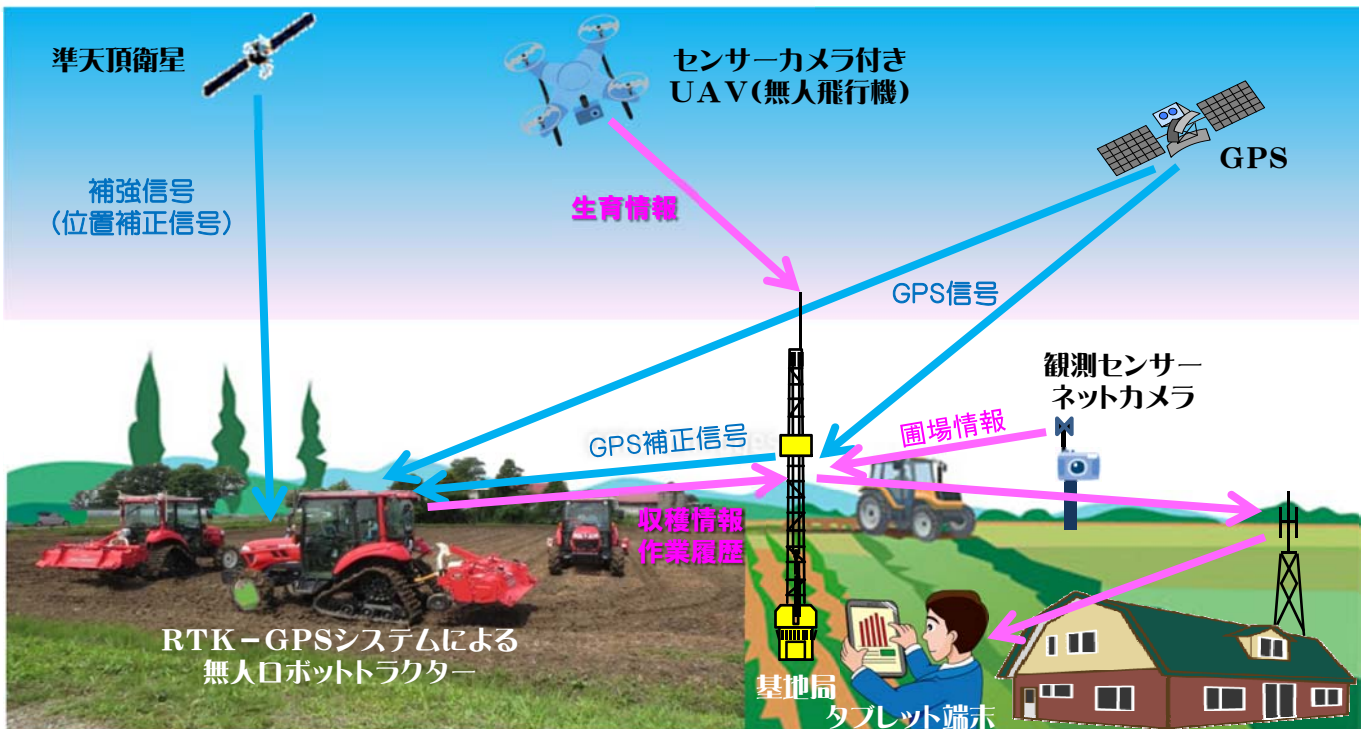 準天頂衛星
センサーカメラ付き
UAV(無人飛行機)
GPS
補強信号
(位置補正信号)
生育情報
GPS信号
観測センサー
ネットカメラ
圃場情報
GPS補正信号
収穫情報
作業履歴
RTK－GPSシステムによる
無人ロボットトラクター
基地局
タブレット端末